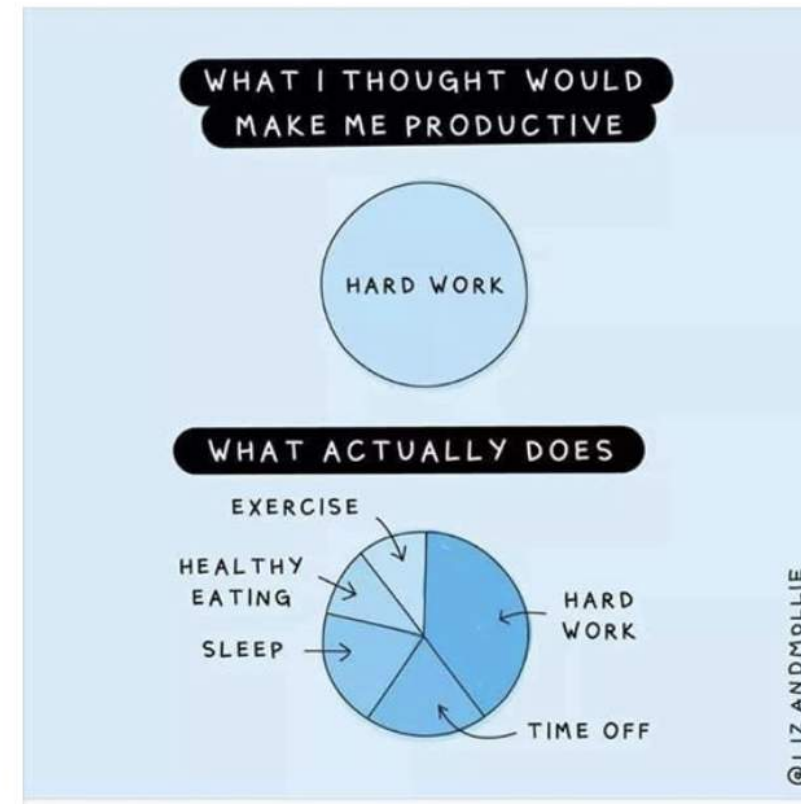 WHAT I THOUGHT WOULD
MAKE ME PRODUCTIVE
HARD WORK
WHAT ACTUALLY DOES
EXERCISE
HEALTHY
EATING
SLEEP
HARD
WORK
TIME OFF
@LIZANDMOLLIE